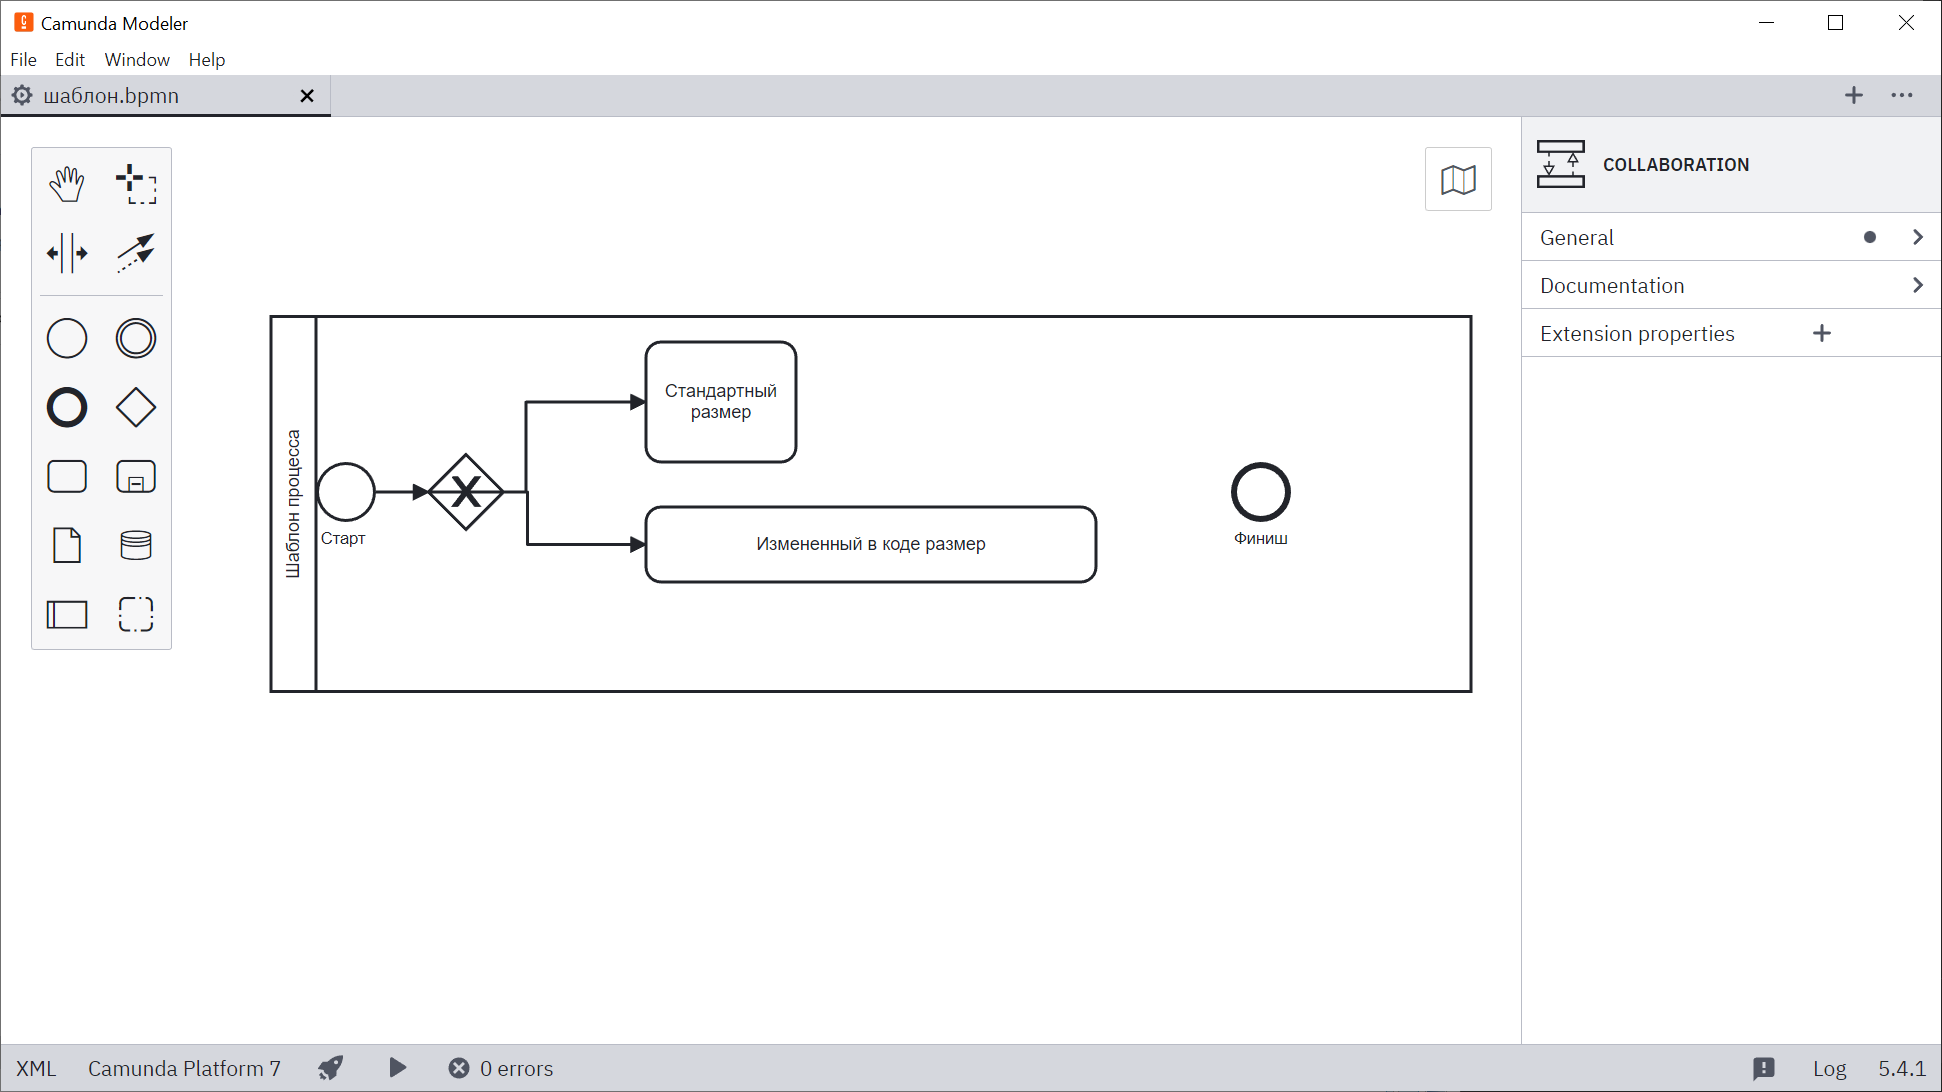 Camunda Modeler
File Edit Window Help
шаблон.bpmn
COLLABORATION
General
Documentation
Extension properties
Шаблон процесса
Старт
Стандартный
размер
Измененный в коде размер
Финиш
XML Camunda Platform 7 0 errors Log 5.4.1